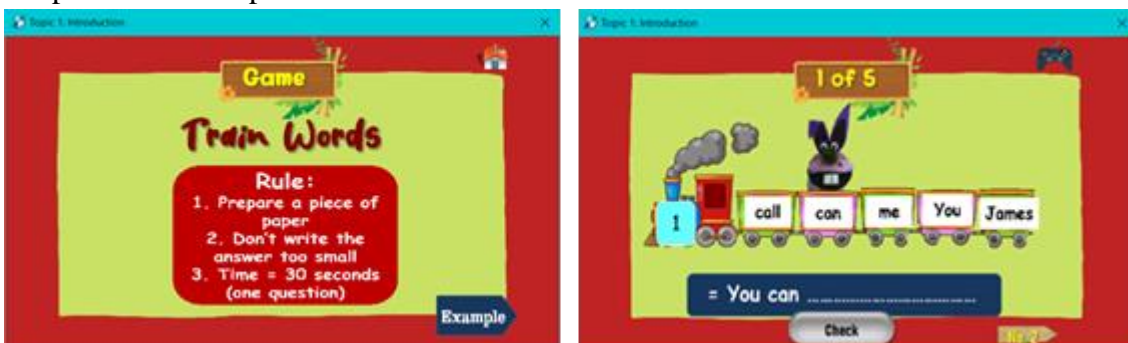 Topic 1: Introduction
Game
Train Words
Rule:
1. Prepare a piece of
paper
2. Don't write the
answer too small
3. Time = 30 seconds
(one question)
Example
Topic 1: Introduction
1 of 5
1 call can me You James
= You can ..............................
Check